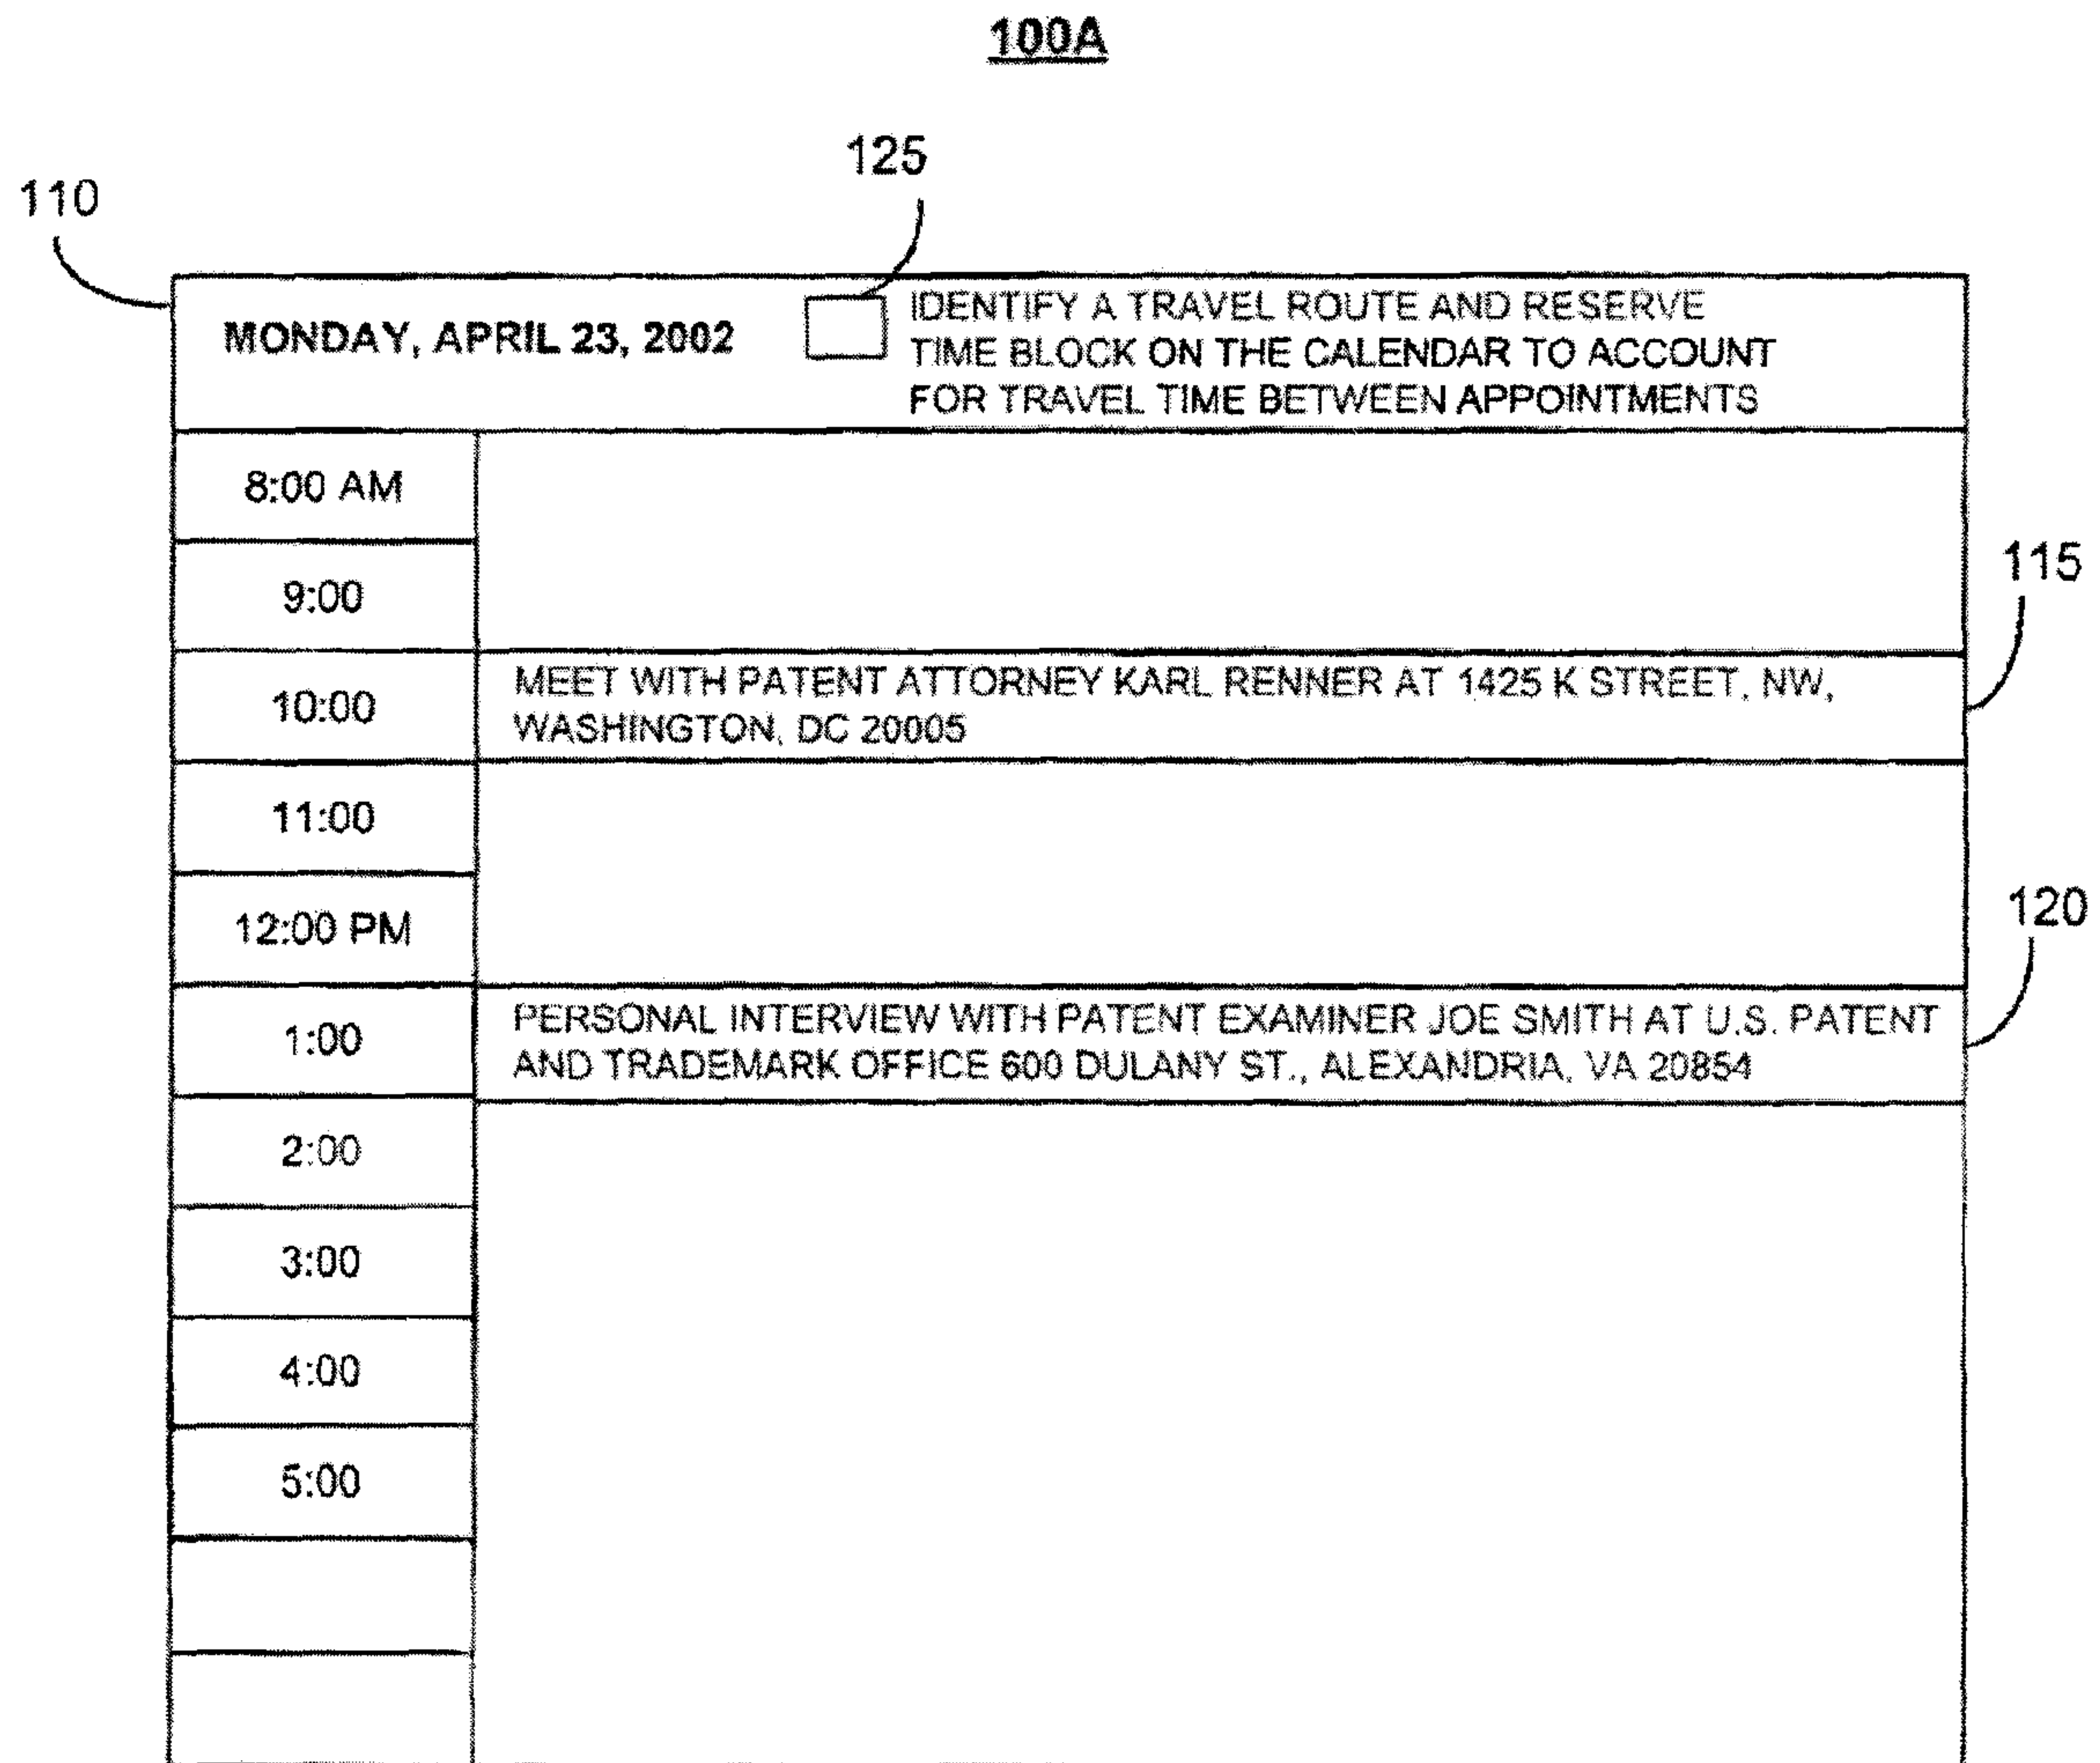 100A
125
110
MONDAY, APRIL 23, 2002
IDENTIFY A TRAVEL ROUTE AND RESERVE
TIME BLOCK ON THE CALENDAR TO ACCOUNT
FOR TRAVEL TIME BETWEEN APPOINTMENTS
8:00 AM
115
9:00
10:00
MEET WITH PATENT ATTORNEY KARL RENNER AT 1425 K STREET, NW,
WASHINGTON, DC 20005
11:00
120
12:00 PM
1:00
PERSONAL INTERVIEW WITH PATENT EXAMINER JOE SMITH AT U.S. PATENT
AND TRADEMARK OFFICE 600 DULANY ST., ALEXANDRIA, VA 20854
2:00
3:00
4:00
5:00